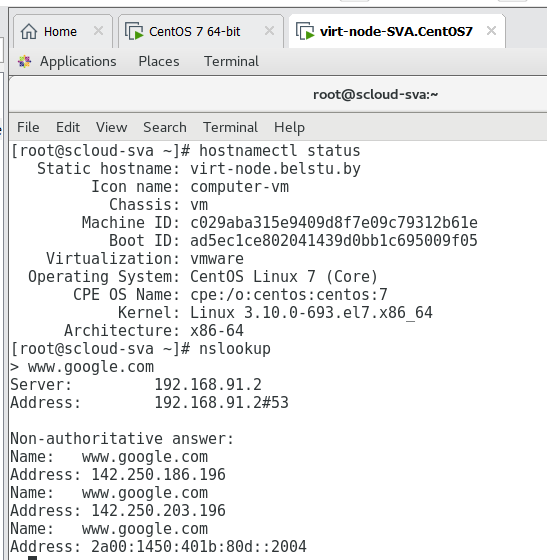 Home CentOS 7 64-bit virt-node-SVA.CentOS7
Applications Places Terminal
root@scloud-sva:~
File Edit View Search Terminal Help
[root@scloud-sva ~]# hostnamectl status
   Static hostname: virt-node.belstu.by
         Icon name: computer-vm
           Chassis: vm
        Machine ID: c029aba315e9409d8f7e09c79312b61e
           Boot ID: ad5ec1ce802041439d0bb1c695009f05
    Virtualization: vmware
  Operating System: CentOS Linux 7 (Core)
       CPE OS Name: cpe:/o:centos:centos:7
            Kernel: Linux 3.10.0-693.el7.x86_64
      Architecture: x86-64
[root@scloud-sva ~]# nslookup
> www.google.com
Server:         192.168.91.2
Address:        192.168.91.2#53
Non-authoritative answer:
Name:   www.google.com
Address: 142.250.186.196
Name:   www.google.com
Address: 142.250.203.196
Name:   www.google.com
Address: 2a00:1450:401b:80d::2004